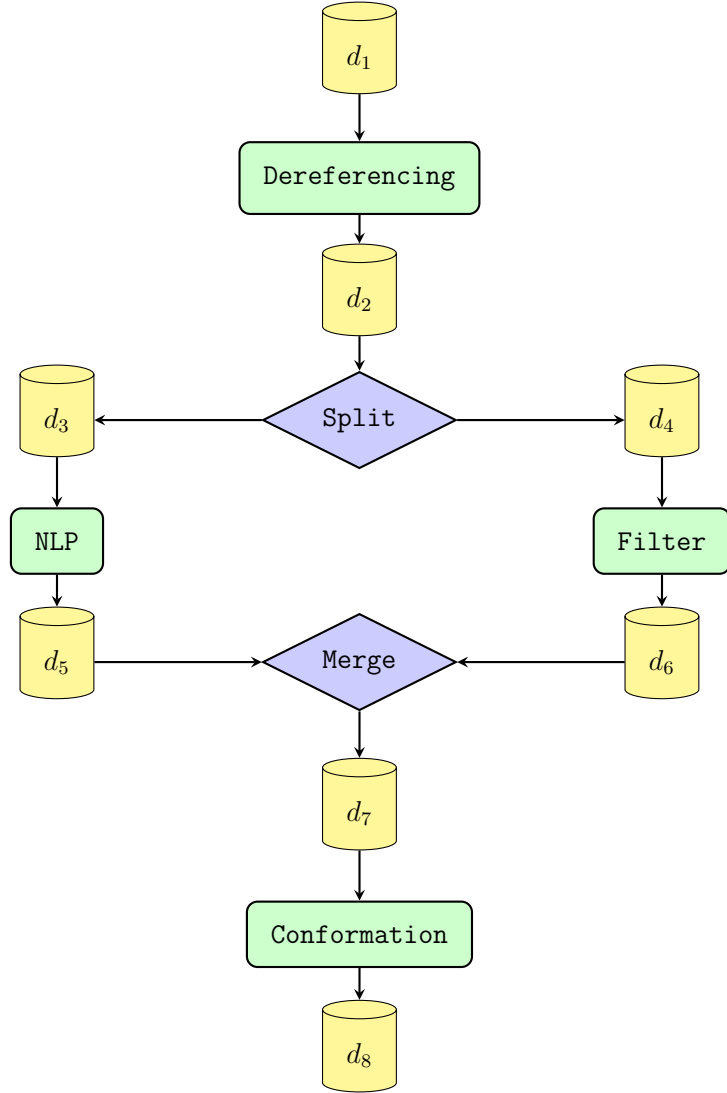 d₁
Dereferencing
d₂
d₃ Split d₄
NLP Filter
d₅ Merge d₆
d₇
Conformation
d₈